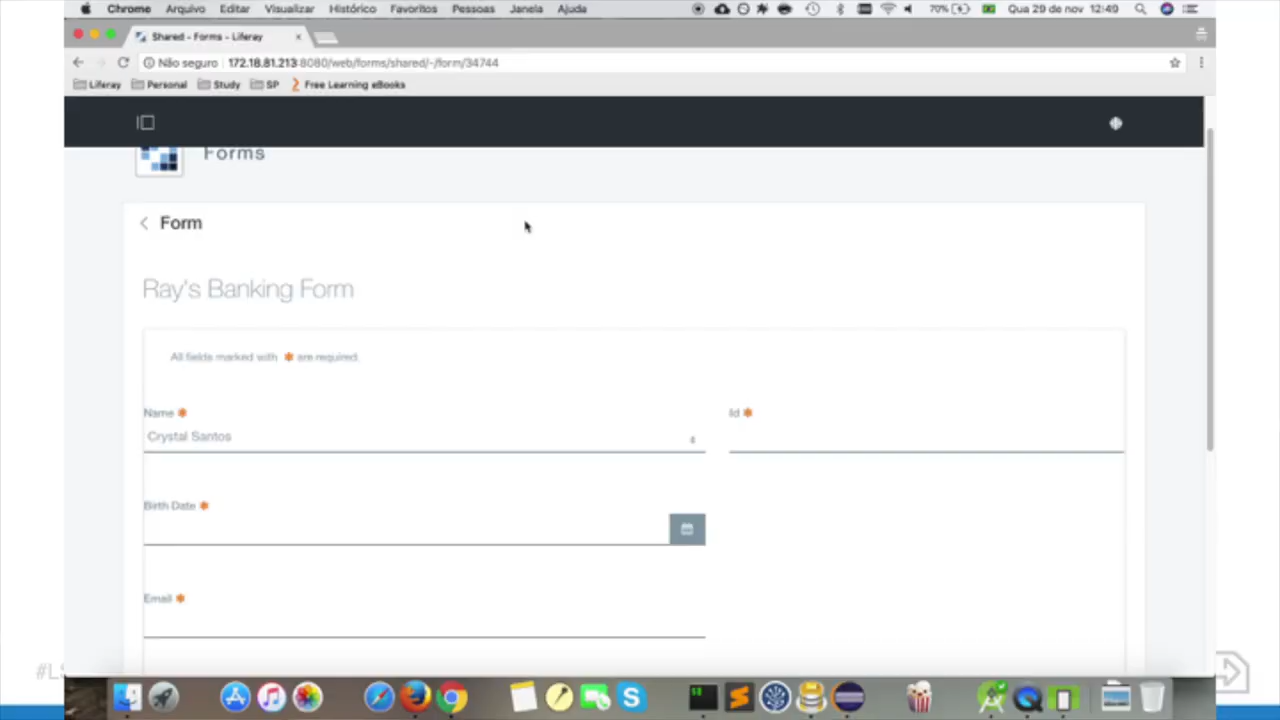 Chrome Arquivo Editar Visualizar Histórico Favoritos Pessoas Janela Ajuda 70% Qua 29 de nov 12:49
Shared - Forms - Liferay
Não seguro 172.18.81.213:8080/web/forms/shared/-/form/34744
Liferay Personal Study SP Free Learning eBooks
Forms
Form
Ray's Banking Form
All fields marked with * are required.
Name * Id *
Crystal Santos
Birth Date *
Email *
#LS